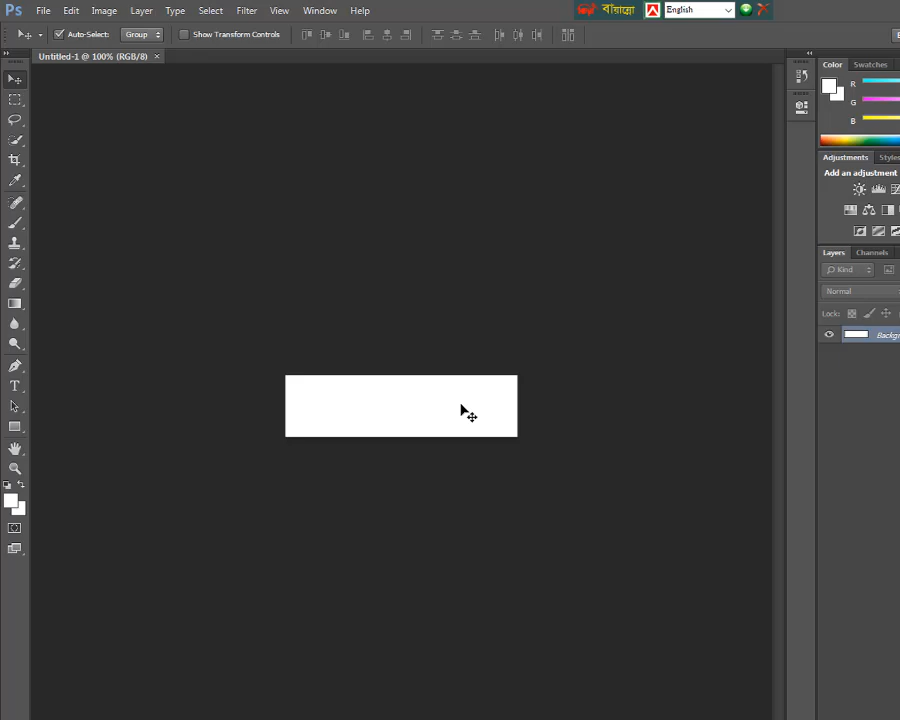 Ps File Edit Image Layer Type Select Filter View Window Help
বায়ান্নো English
Auto-Select: Group Show Transform Controls
Untitled-1 @ 100% (RGB/8) ×
Color Swatches
R
G
B
Adjustments Styles
Add an adjustment
Layers Channels
Kind
Normal
Lock:
Backgr